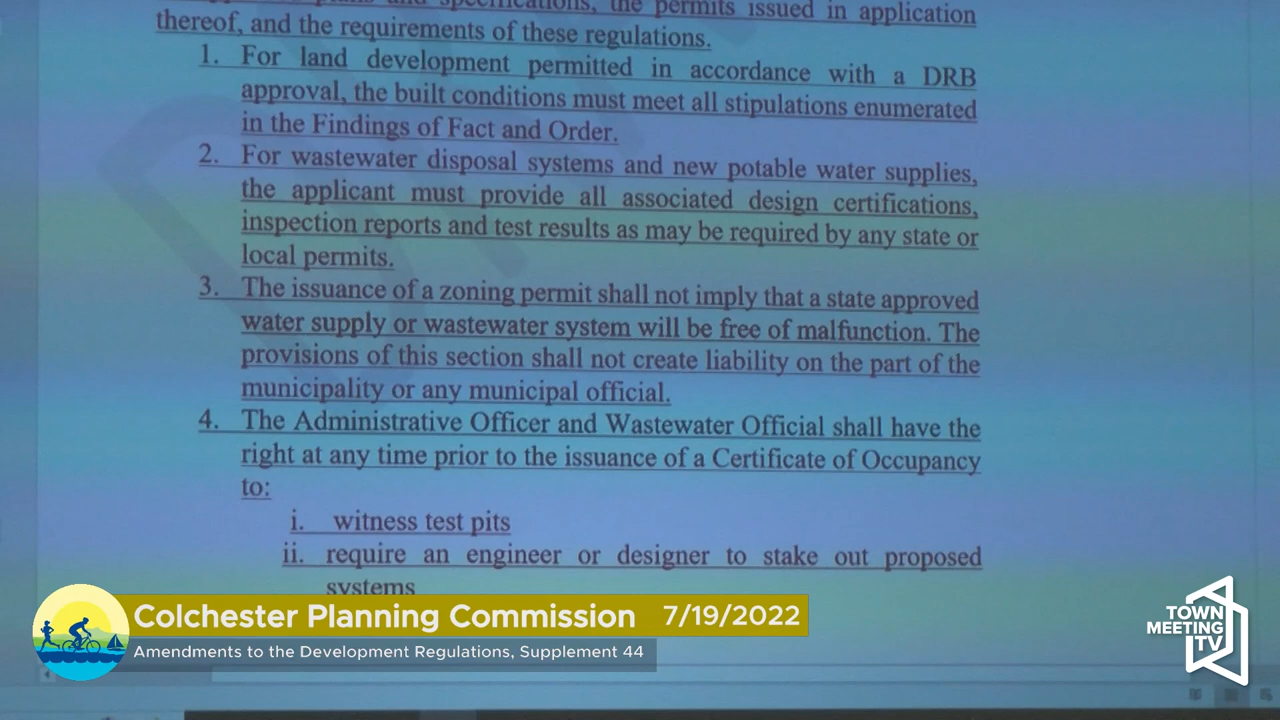 specifications, the permits issued in application
thereof, and the requirements of these regulations.
1. For land development permitted in accordance with a DRB
approval, the built conditions must meet all stipulations enumerated
in the Findings of Fact and Order.
2. For wastewater disposal systems and new potable water supplies,
the applicant must provide all associated design certifications,
inspection reports and test results as may be required by any state or
local permits.
3. The issuance of a zoning permit shall not imply that a state approved
water supply or wastewater system will be free of malfunction. The
provisions of this section shall not create liability on the part of the
municipality or any municipal official.
4. The Administrative Officer and Wastewater Official shall have the
right at any time prior to the issuance of a Certificate of Occupancy
to:
i. witness test pits
ii. require an engineer or designer to stake out proposed
systems
Colchester Planning Commission 7/19/2022
Amendments to the Development Regulations, Supplement 44
TOWN
MEETING
TV